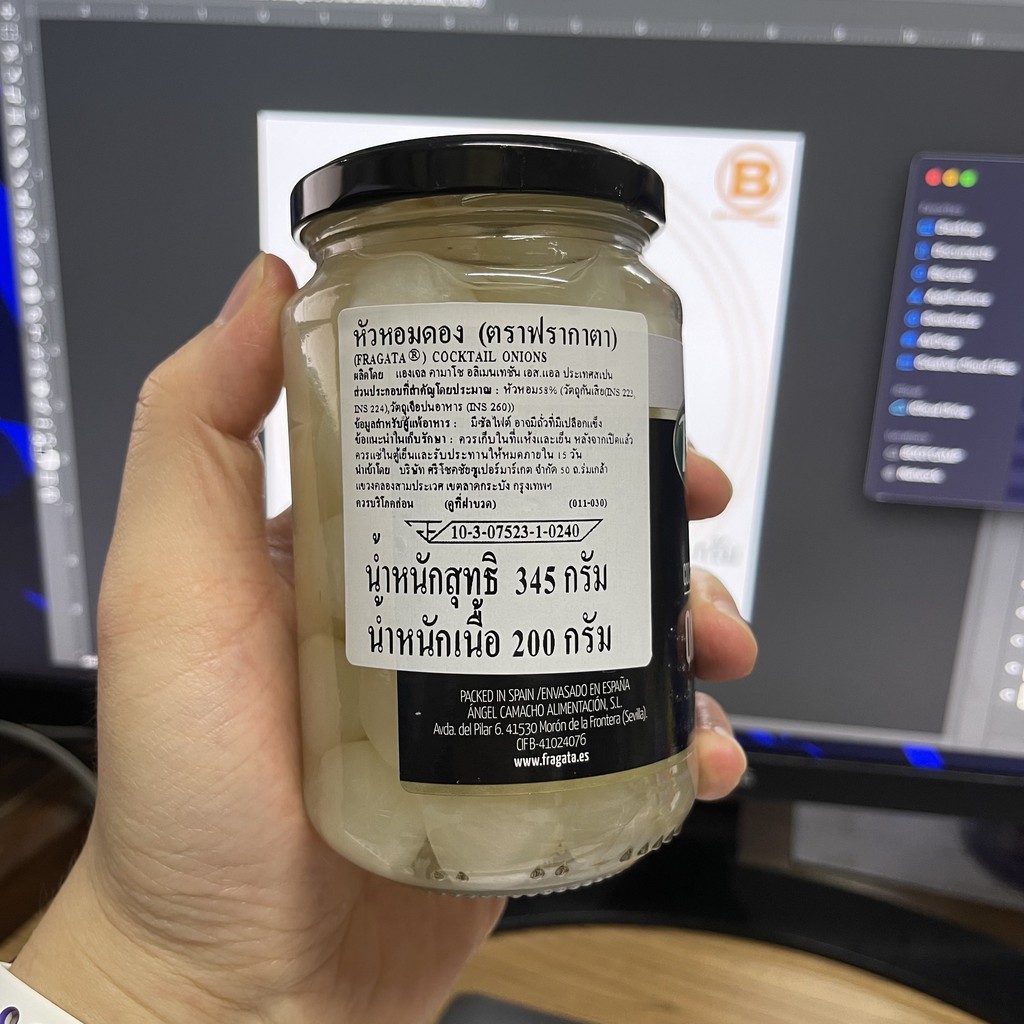 หัวหอมดอง (ตราฟรากาตา)
(FRAGATA®) COCKTAIL ONIONS
ผลิตโดย แองเจล คามาโช อลิเมนเทชั่น เอส.แอล ประเทศสเปน
ส่วนประกอบที่สำคัญโดยประมาณ : หัวหอม58% (วัตถุกันเสีย(INS 223,
INS 224),วัตถุเจือปนอาหาร (INS 260))
ข้อมูลสำหรับผู้แพ้อาหาร : มีซัลไฟต์ อาจมีถั่วที่มีเปลือกแข็ง
ข้อแนะนำในเก็บรักษา : ควรเก็บในที่แห้งและเย็น หลังจากเปิดแล้ว
ควรแช่ในตู้เย็นและรับประทานให้หมดภายใน 15 วัน
นำเข้าโดย บริษัท ศรีโชคชัยซูเปอร์มาร์เกต จำกัด 50 ถ.ร่มเกล้า
แขวงคลองสามประเวศ เขตลาดกระบัง กรุงเทพฯ
ควรบริโภคก่อน (ดูที่ฝาขวด) (011-030)
10-3-07523-1-0240
น้ำหนักสุทธิ 345 กรัม
น้ำหนักเนื้อ 200 กรัม
PACKED IN SPAIN /ENVASADO EN ESPAÑA
ÁNGEL CAMACHO ALIMENTACIÓN, S.L.
Avda. del Pilar 6. 41530 Morón de la Frontera (Sevilla).
CIF B-41024076
www.fragata.es
B